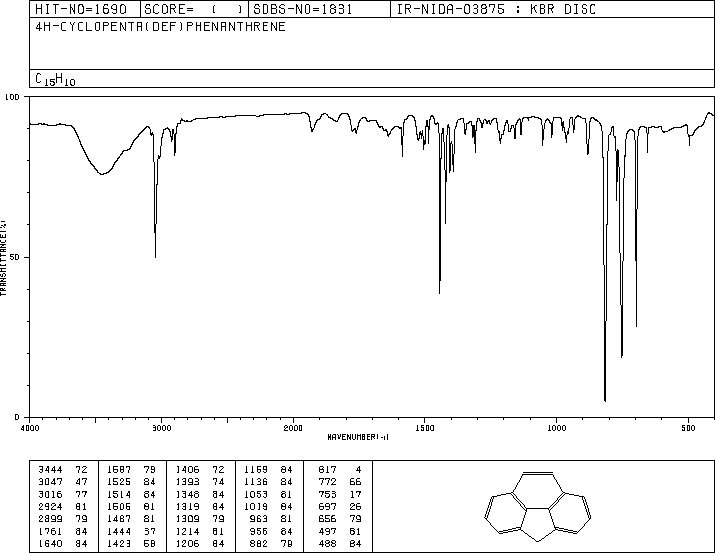 HIT-NO=1690 SCORE= ( ) SDBS-NO=1831 IR-NIDA-03875 : KBR DISC
4H-CYCLOPENTA(DEF)PHENANTHRENE
C15H10
100
50
0
TRANSMITTANCE(%)
4000 3000 2000 1500 1000 500
WAVENUMBER(-1)
3444 72 1587 79 1406 72 1159 84 817 4
3047 47 1525 84 1393 74 1136 84 772 66
3016 77 1514 84 1348 84 1053 81 753 17
2924 81 1506 81 1319 84 1019 84 697 26
2899 79 1487 81 1309 79 963 81 656 79
1761 84 1444 37 1214 81 956 84 497 81
1640 84 1423 58 1206 84 882 79 488 84